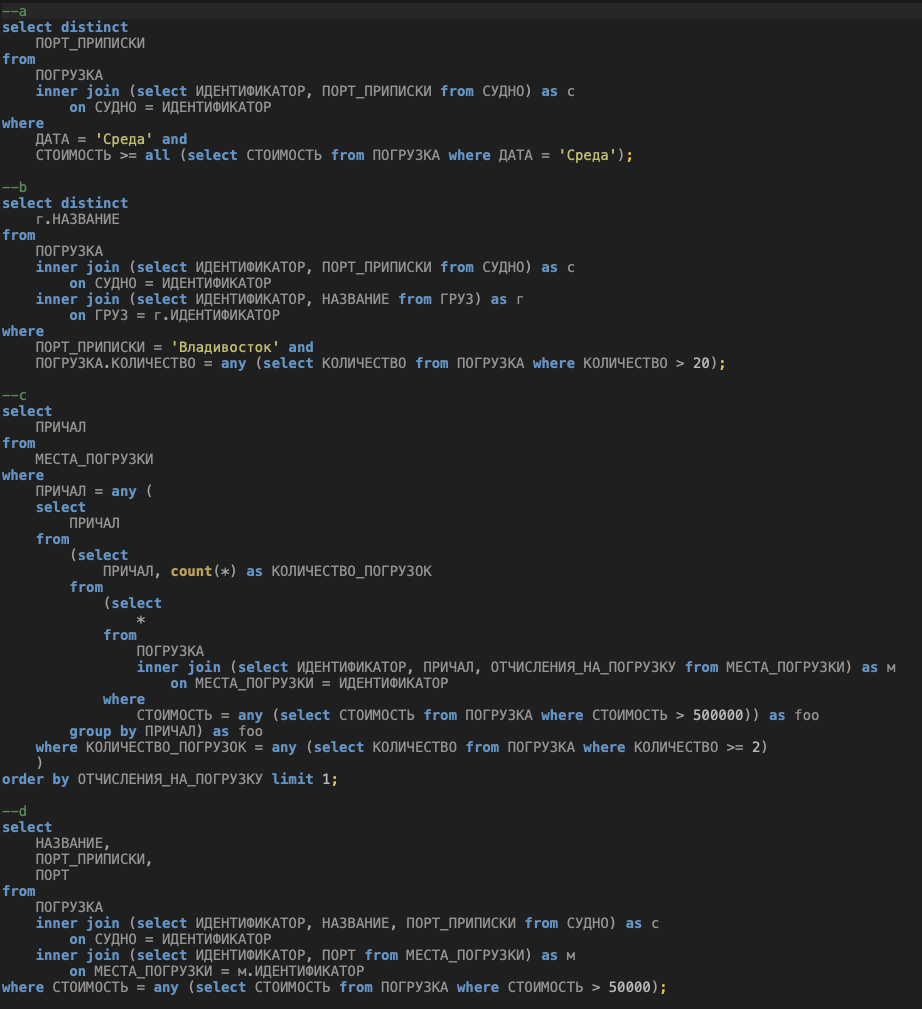 --a
select distinct
    ПОРТ_ПРИПИСКИ
from
    ПОГРУЗКА
    inner join (select ИДЕНТИФИКАТОР, ПОРТ_ПРИПИСКИ from СУДНО) as с
        on СУДНО = ИДЕНТИФИКАТОР
where
    ДАТА = 'Среда' and
    СТОИМОСТЬ >= all (select СТОИМОСТЬ from ПОГРУЗКА where ДАТА = 'Среда');

--b
select distinct
    г.НАЗВАНИЕ
from
    ПОГРУЗКА
    inner join (select ИДЕНТИФИКАТОР, ПОРТ_ПРИПИСКИ from СУДНО) as с
        on СУДНО = ИДЕНТИФИКАТОР
    inner join (select ИДЕНТИФИКАТОР, НАЗВАНИЕ from ГРУЗ) as г
        on ГРУЗ = г.ИДЕНТИФИКАТОР
where
    ПОРТ_ПРИПИСКИ = 'Владивосток' and
    ПОГРУЗКА.КОЛИЧЕСТВО = any (select КОЛИЧЕСТВО from ПОГРУЗКА where КОЛИЧЕСТВО > 20);

--c
select
    ПРИЧАЛ
from
    МЕСТА_ПОГРУЗКИ
where
    ПРИЧАЛ = any (
    select
        ПРИЧАЛ
    from
        (select
            ПРИЧАЛ, count(*) as КОЛИЧЕСТВО_ПОГРУЗОК
        from
            (select
                *
            from
                ПОГРУЗКА
                inner join (select ИДЕНТИФИКАТОР, ПРИЧАЛ, ОТЧИСЛЕНИЯ_НА_ПОГРУЗКУ from МЕСТА_ПОГРУЗКИ) as м
                    on МЕСТА_ПОГРУЗКИ = ИДЕНТИФИКАТОР
            where
                СТОИМОСТЬ = any (select СТОИМОСТЬ from ПОГРУЗКА where СТОИМОСТЬ > 500000)) as foo
        group by ПРИЧАЛ) as foo
    where КОЛИЧЕСТВО_ПОГРУЗОК = any (select КОЛИЧЕСТВО from ПОГРУЗКА where КОЛИЧЕСТВО >= 2)
    )
order by ОТЧИСЛЕНИЯ_НА_ПОГРУЗКУ limit 1;

--d
select
    НАЗВАНИЕ,
    ПОРТ_ПРИПИСКИ,
    ПОРТ
from
    ПОГРУЗКА
    inner join (select ИДЕНТИФИКАТОР, НАЗВАНИЕ, ПОРТ_ПРИПИСКИ from СУДНО) as с
        on СУДНО = ИДЕНТИФИКАТОР
    inner join (select ИДЕНТИФИКАТОР, ПОРТ from МЕСТА_ПОГРУЗКИ) as м
        on МЕСТА_ПОГРУЗКИ = м.ИДЕНТИФИКАТОР
where СТОИМОСТЬ = any (select СТОИМОСТЬ from ПОГРУЗКА where СТОИМОСТЬ > 50000);